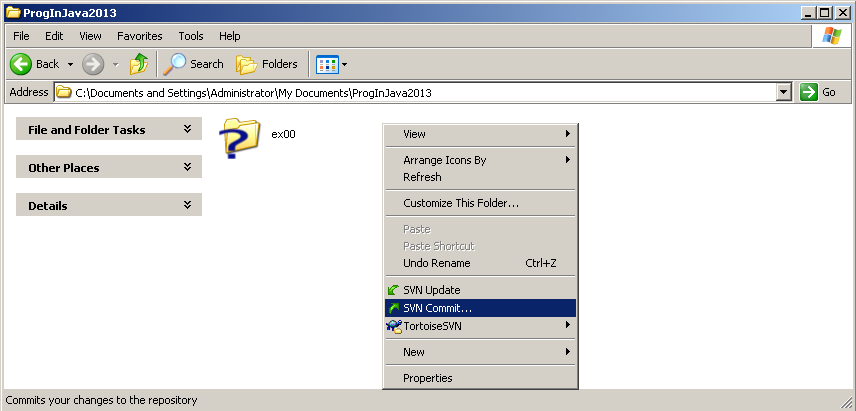 ProgInJava2013
File Edit View Favorites Tools Help
Back Search Folders
Address C:\Documents and Settings\Administrator\My Documents\ProgInJava2013 Go
File and Folder Tasks
Other Places
Details
ex00
View
Arrange Icons By
Refresh
Customize This Folder...
Paste
Paste Shortcut
Undo Rename Ctrl+Z
SVN Update
SVN Commit...
TortoiseSVN
New
Properties
Commits your changes to the repository